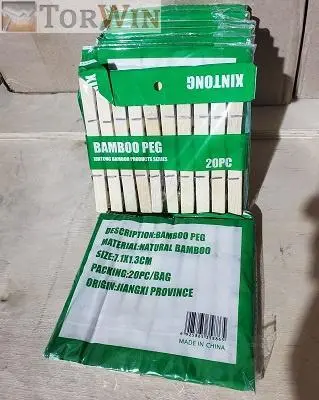 TORWIN
XINTONG
BAMBOO PEG
XINTONG BAMBOO PRODUCTS SERIES
20PC
DESCRIPTION:BAMBOO PEG
MATERIAL:NATURAL BAMBOO
SIZE:7.1X1.3CM
PACKING:20PC/BAG
ORIGIN:JIANGXI PROVINCE
MADE IN CHINA